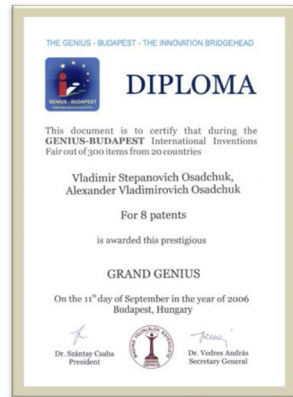 THE GENIUS - BUDAPEST - THE INNOVATION BRIDGEHEAD
GENIUS - BUDAPEST
DIPLOMA
This document is to certify that during the
GENIUS-BUDAPEST International Inventions
Fair out of 300 items from 20 countries
Vladimir Stepanovich Osadchuk,
Alexander Vladimirovich Osadchuk
For 8 patents
is awarded this prestigious
GRAND GENIUS
On the 11th day of September in the year of 2006
Budapest, Hungary
Dr. Szántay Csaba
President
Dr. Vedres András
Secretary General